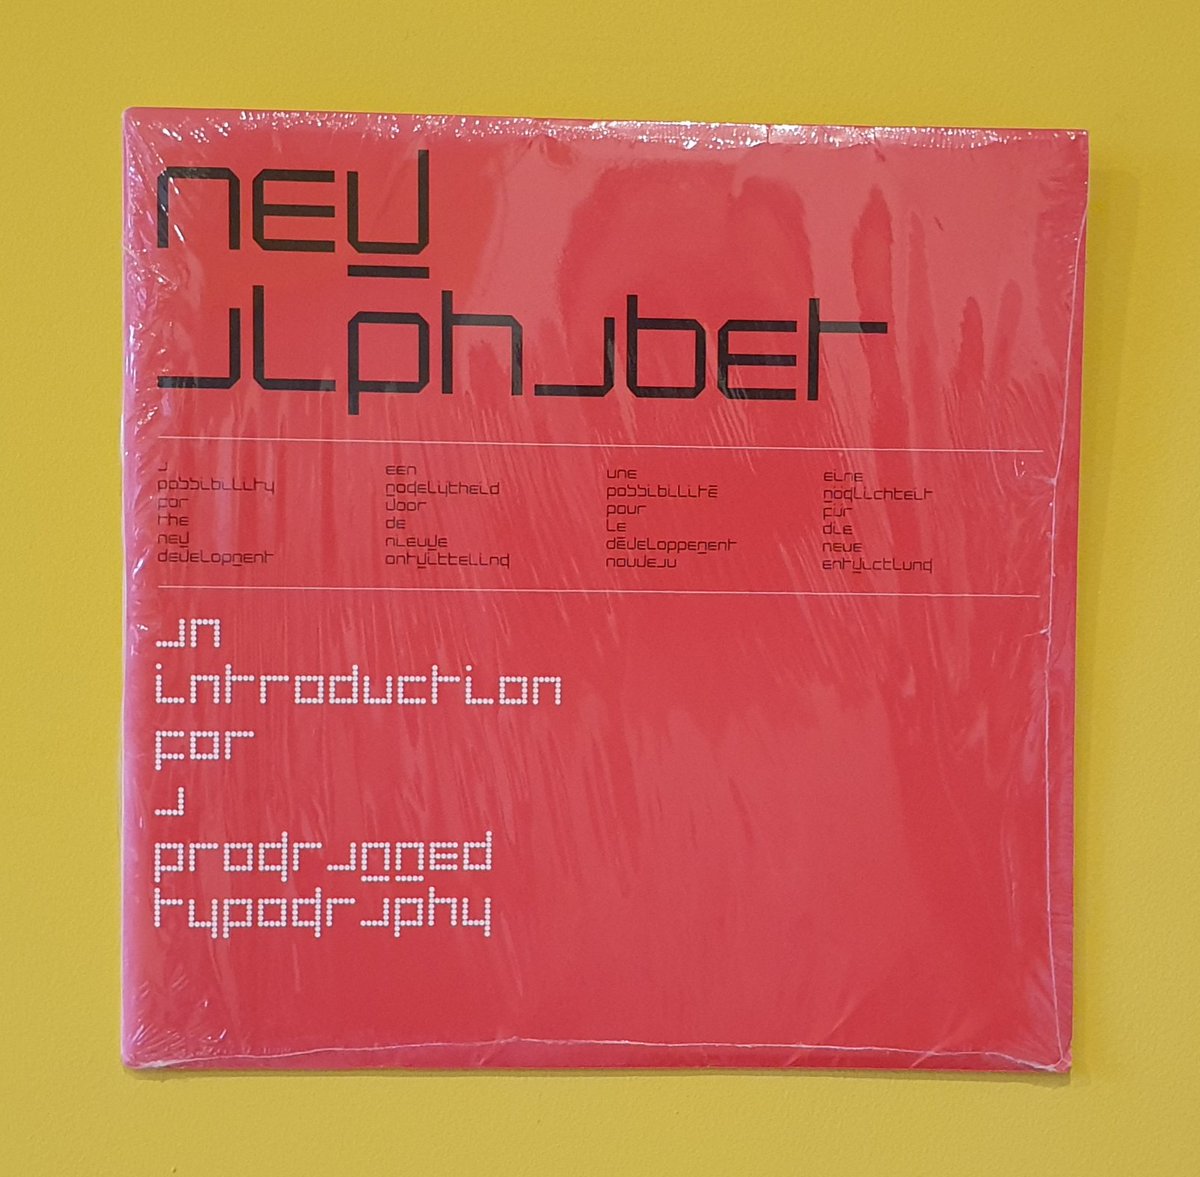 new
alphabet
a
possibility
for
the
new
development
een
mogelijkheid
voor
de
nieuwe
ontwikkeling
une
possibilité
pour
le
développement
nouveau
eine
möglichkeit
für
die
neue
entwicklung
an
introduction
for
a
programmed
typography